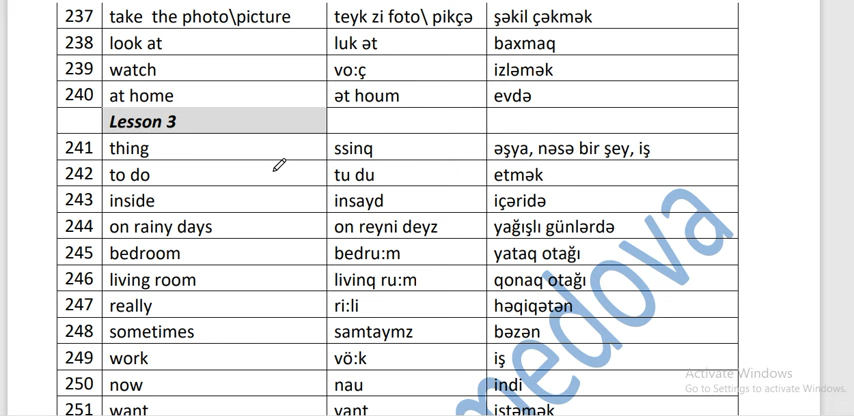 237 take the photo\picture teyk zi foto\ pikçə şəkil çəkmək
238 look at luk ət baxmaq
239 watch vo:ç izləmək
240 at home ət houm evdə
Lesson 3
241 thing ssinq əşya, nəsə bir şey, iş
242 to do tu du etmək
243 inside insayd içəridə
244 on rainy days on reyni deyz yağışlı günlərdə
245 bedroom bedru:m yataq otağı
246 living room livinq ru:m qonaq otağı
247 really ri:li həqiqətən
248 sometimes samtaymz bəzən
249 work vö:k iş
250 now nau indi
251 want vant istəmək
medova
Activate Windows
Go to Settings to activate Windows.